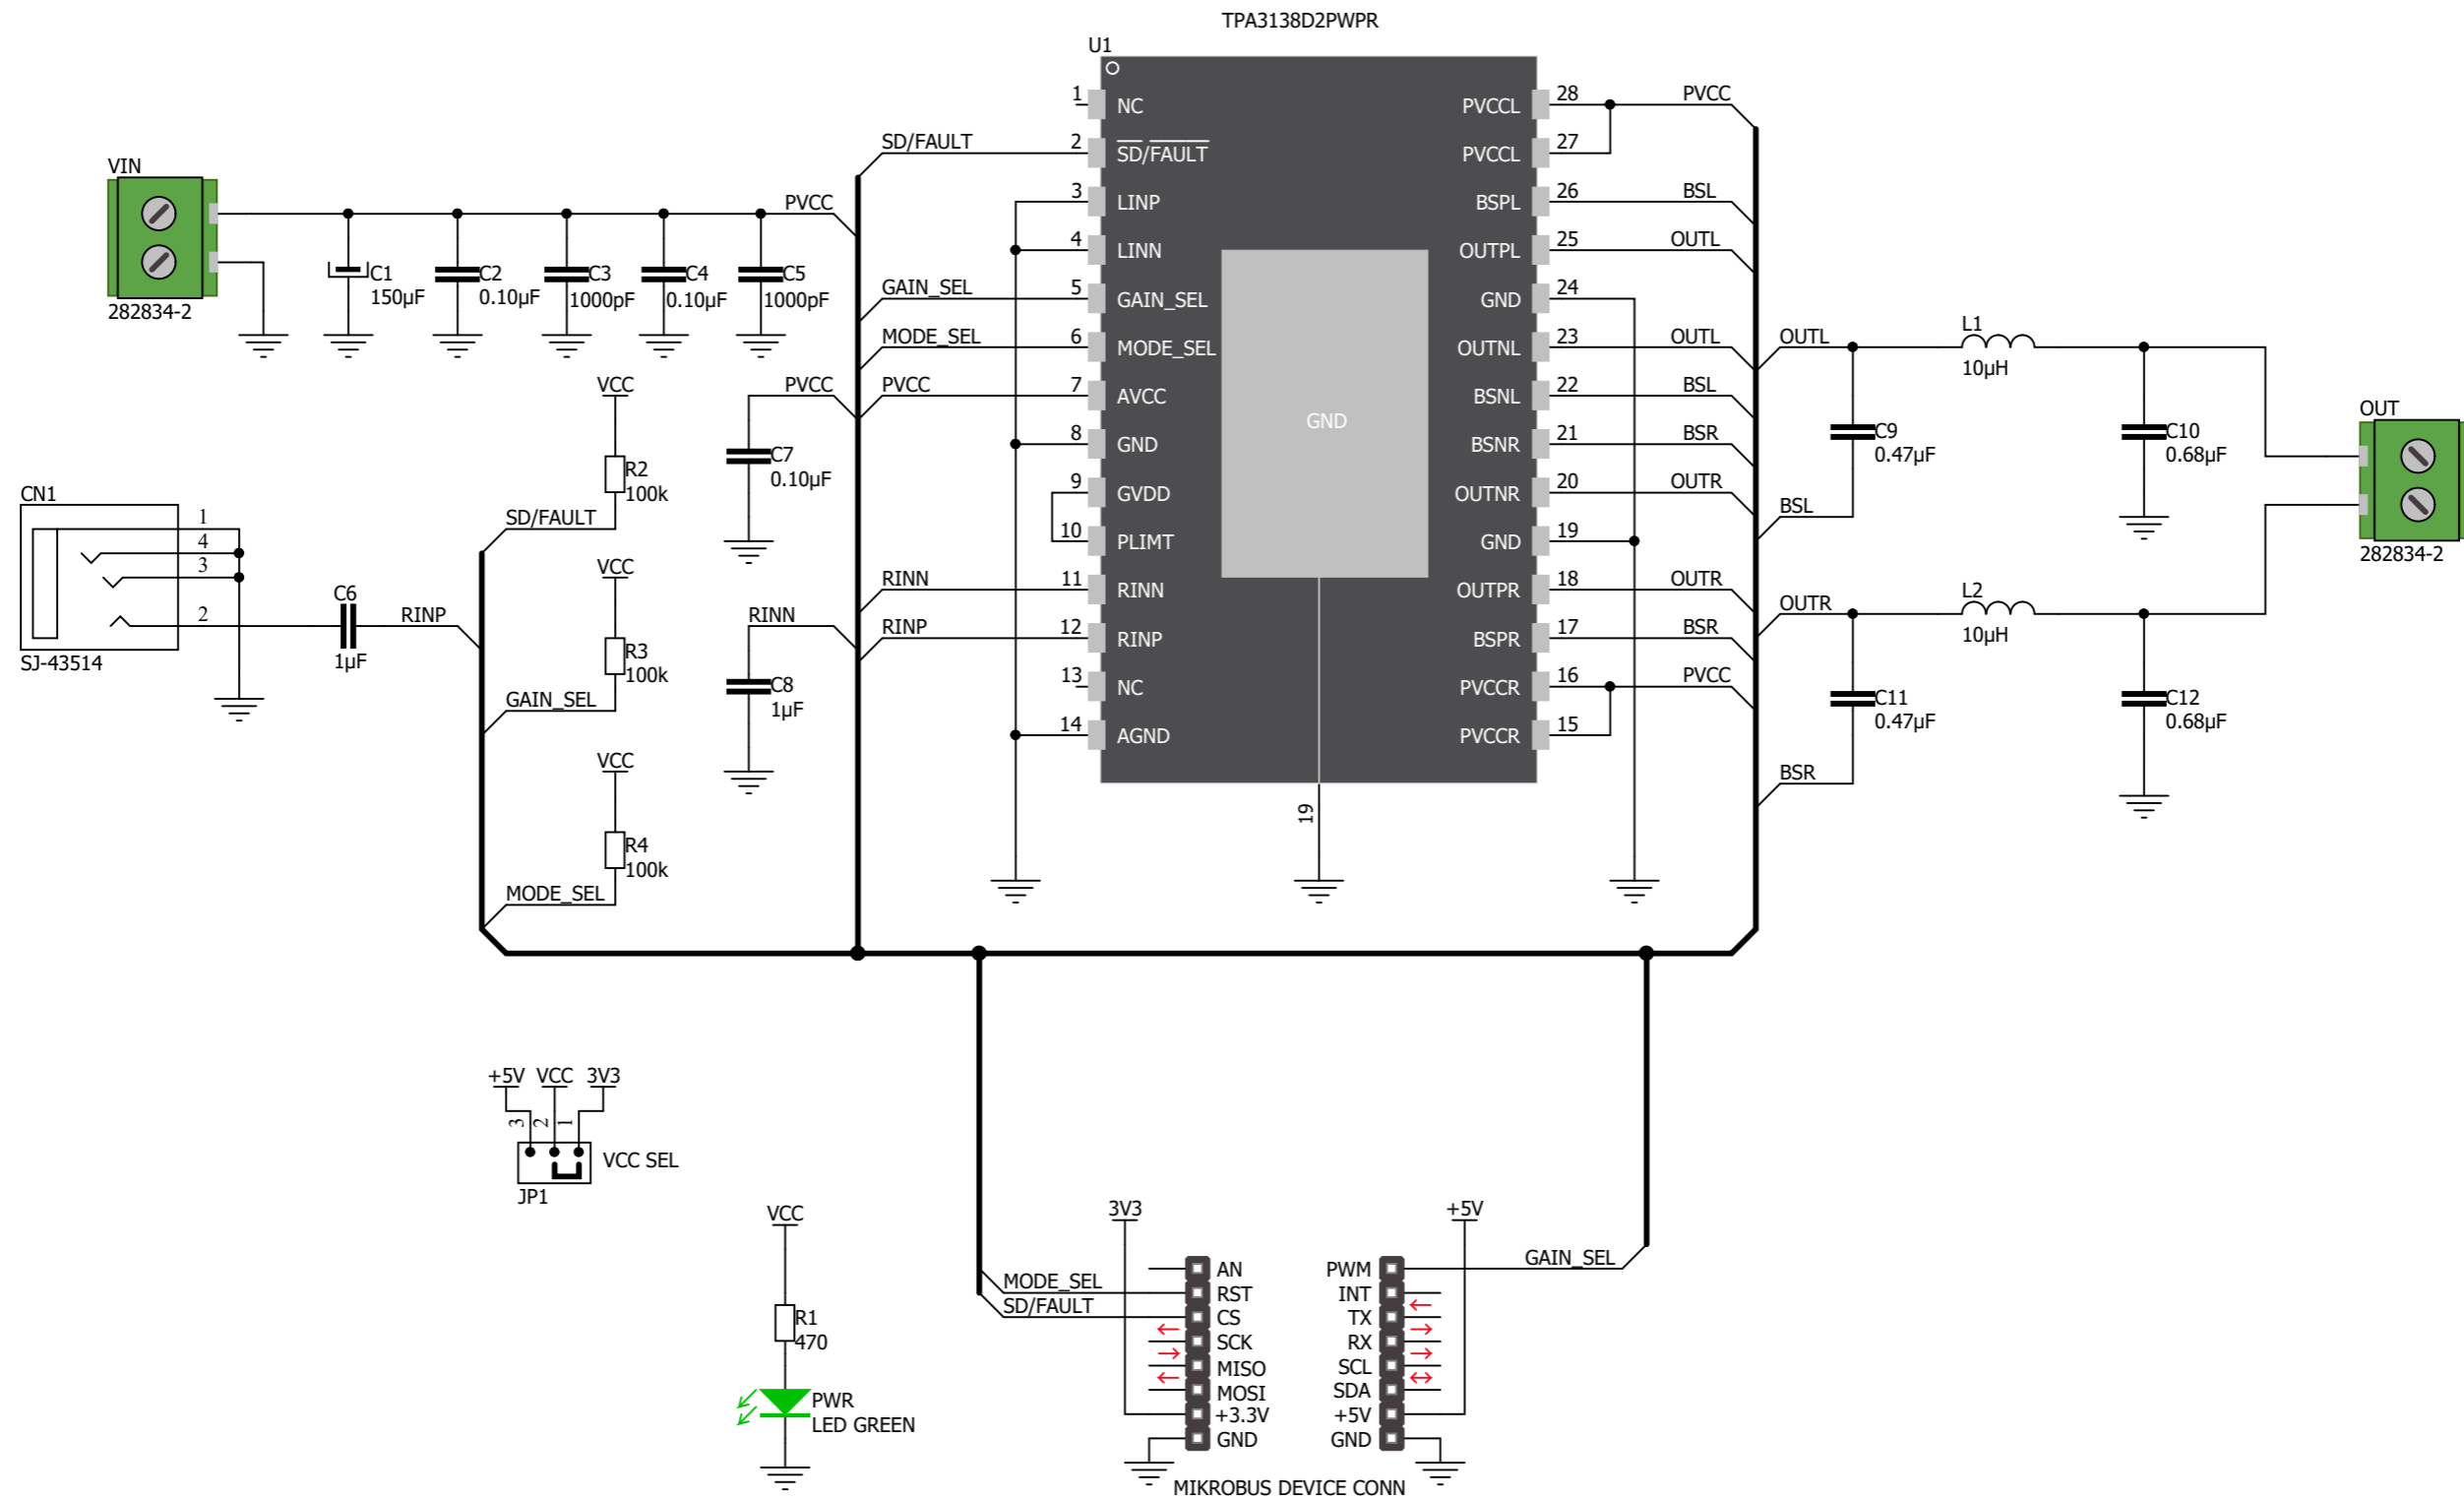 TPA3138D2PWPR
U1
VIN
282834-2
C1
150µF
C2
0.10µF
C3
1000pF
C4
0.10µF
C5
1000pF
PVCC
CN1
1
4
3
2
SJ-43514
C6
1µF
RINP
VCC
R2
100k
SD/FAULT
VCC
R3
100k
GAIN_SEL
VCC
R4
100k
MODE_SEL
PVCC
C7
0.10µF
RINN
C8
1µF
SD/FAULT
GAIN_SEL
MODE_SEL
PVCC
RINN
RINP
1 NC
2 SD/FAULT
3 LINP
4 LINN
5 GAIN_SEL
6 MODE_SEL
7 AVCC
8 GND
9 GVDD
10 PLIMT
11 RINN
12 RINP
13 NC
14 AGND
GND
19
PVCCL 28 PVCC
PVCCL 27
BSPL 26 BSL
OUTPL 25 OUTL
GND 24
OUTNL 23 OUTL
BSNL 22 BSL
BSNR 21 BSR
OUTNR 20 OUTR
GND 19
OUTPR 18 OUTR
BSPR 17 BSR
PVCCR 16 PVCC
PVCCR 15
OUTL
L1
10µH
C9
0.47µF
BSL
C10
0.68µF
OUTR
L2
10µH
C11
0.47µF
BSR
C12
0.68µF
OUT
282834-2
+5V VCC 3V3
3 2 1
VCC SEL
JP1
VCC
R1
470
PWR
LED GREEN
3V3
+5V
MODE_SEL
SD/FAULT
GAIN_SEL
AN
RST
CS
SCK
MISO
MOSI
+3.3V
GND
PWM
INT
TX
RX
SCL
SDA
+5V
GND
MIKROBUS DEVICE CONN